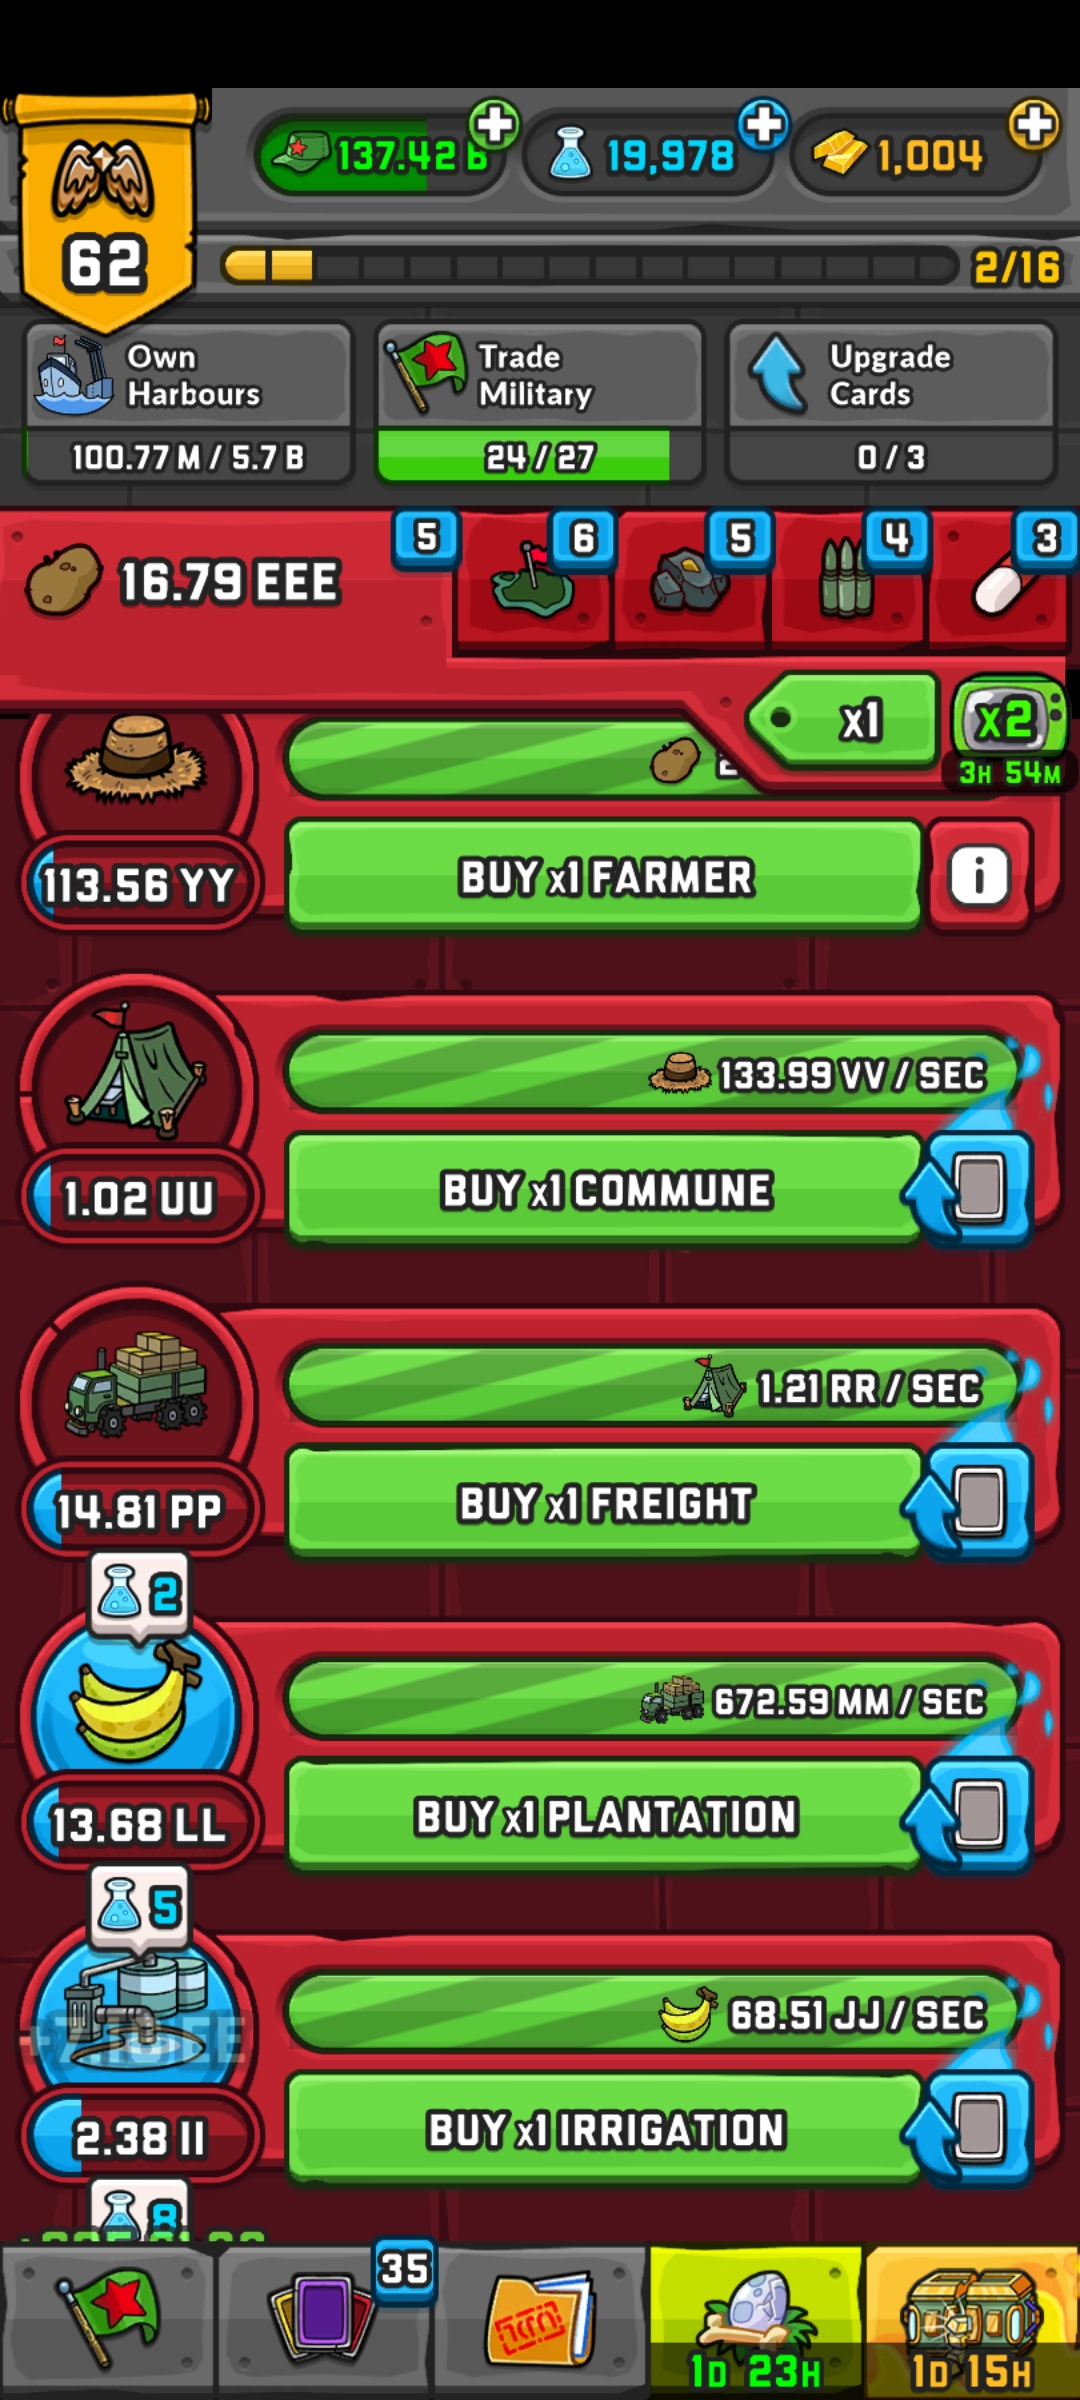 137.42 B
19,978
1,004
62
2/16
Own Harbours
100.77 M / 5.7 B
Trade Military
24 / 27
Upgrade Cards
0 / 3
16.79 EEE
5
6
5
4
3
x1
x2
3H 54M
113.56 YY
BUY x1 FARMER
i
133.99 VV / SEC
1.02 UU
BUY x1 COMMUNE
1.21 RR / SEC
14.81 PP
BUY x1 FREIGHT
2
672.59 MM / SEC
13.68 LL
BUY x1 PLANTATION
5
68.51 JJ / SEC
2.38 II
BUY x1 IRRIGATION
8
35
1D 23H
1D 15H